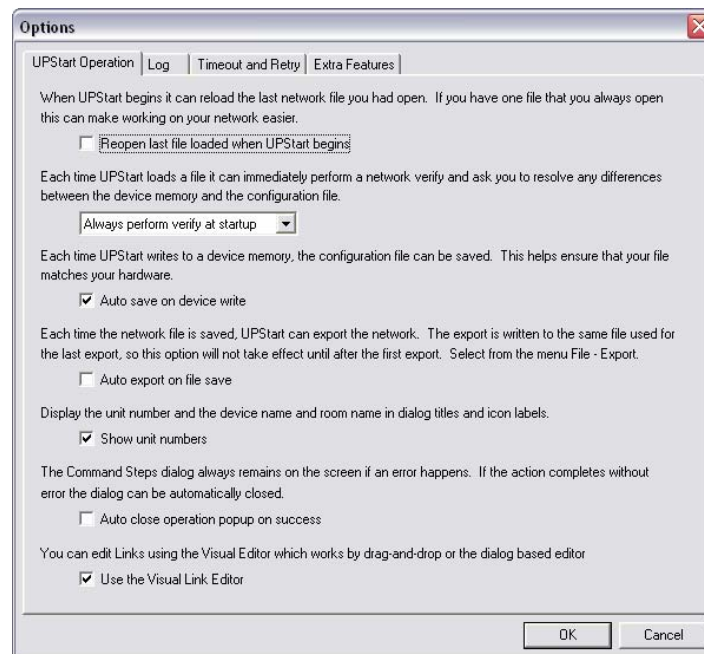 Options
UPStart Operation
Log
Timeout and Retry
Extra Features
When UPStart begins it can reload the last network file you had open. If you have one file that you always open
this can make working on your network easier.
Reopen last file loaded when UPStart begins
Each time UPStart loads a file it can immediately perform a network verify and ask you to resolve any differences
between the device memory and the configuration file.
Always perform verify at startup
Each time UPStart writes to a device memory, the configuration file can be saved. This helps ensure that your file
matches your hardware.
Auto save on device write
Each time the network file is saved, UPStart can export the network. The export is written to the same file used for
the last export, so this option will not take effect until after the first export. Select from the menu File - Export.
Auto export on file save
Display the unit number and the device name and room name in dialog titles and icon labels.
Show unit numbers
The Command Steps dialog always remains on the screen if an error happens. If the action completes without
error the dialog can be automatically closed.
Auto close operation popup on success
You can edit Links using the Visual Editor which works by drag-and-drop or the dialog based editor
Use the Visual Link Editor
OK
Cancel